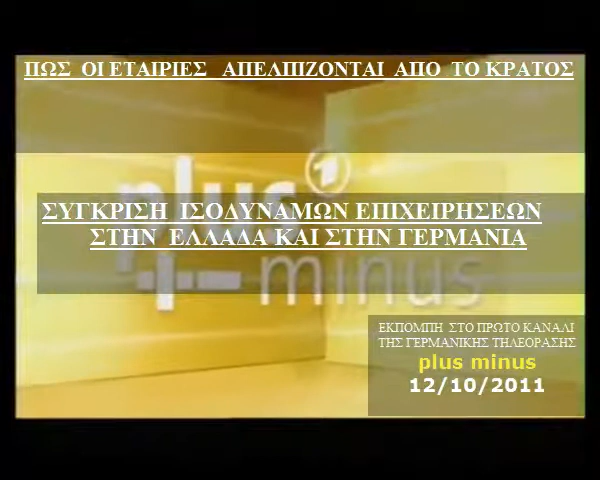 ΠΩΣ ΟΙ ΕΤΑΙΡΙΕΣ ΑΠΕΛΠΙΖΟΝΤΑΙ ΑΠΟ ΤΟ ΚΡΑΤΟΣ
1
plus
ΣΥΓΚΡΙΣΗ ΙΣΟΔΥΝΑΜΩΝ ΕΠΙΧΕΙΡΗΣΕΩΝ
ΣΤΗΝ ΕΛΛΑΔΑ ΚΑΙ ΣΤΗΝ ΓΕΡΜΑΝΙΑ
minus
ΕΚΠΟΜΠΗ ΣΤΟ ΠΡΩΤΟ ΚΑΝΑΛΙ
ΤΗΣ ΓΕΡΜΑΝΙΚΗΣ ΤΗΛΕΟΡΑΣΗΣ
plus minus
12/10/2011